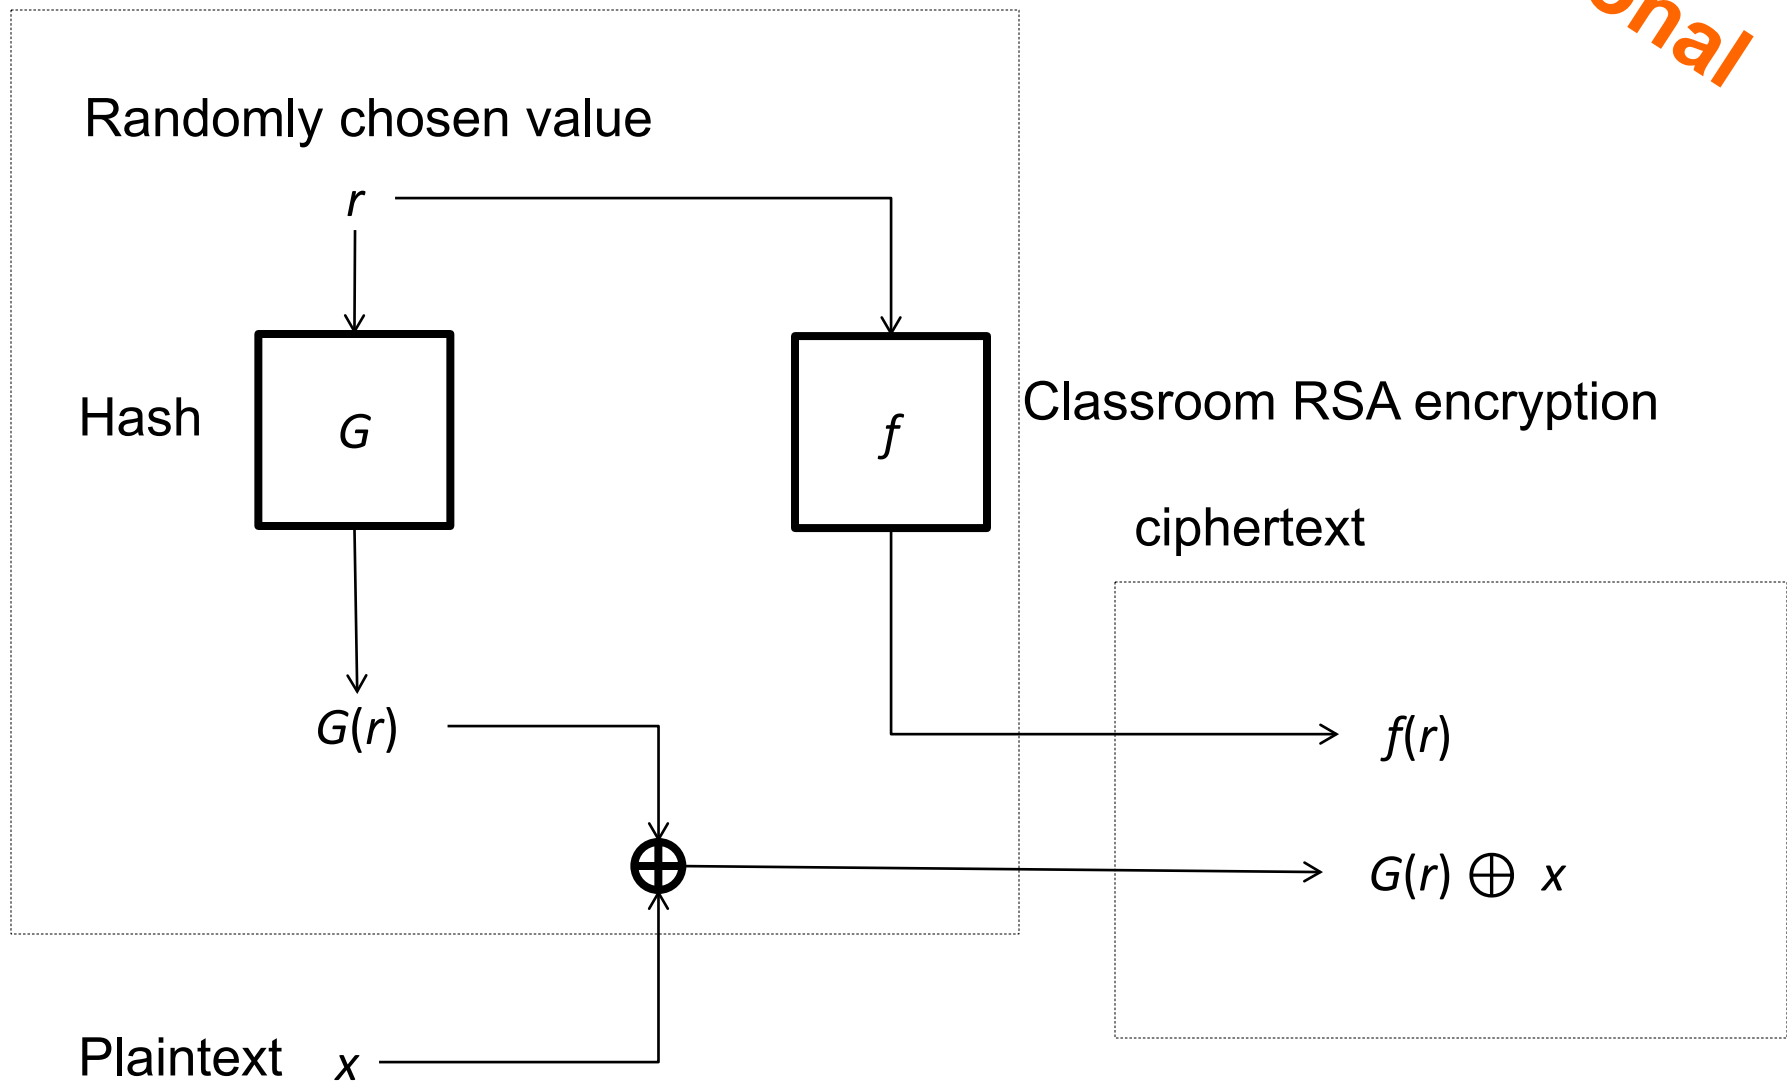 Randomly chosen value
r
Hash
G
f
Classroom RSA encryption
ciphertext
G(r)
f(r)
G(r) ⊕ x
Plaintext x